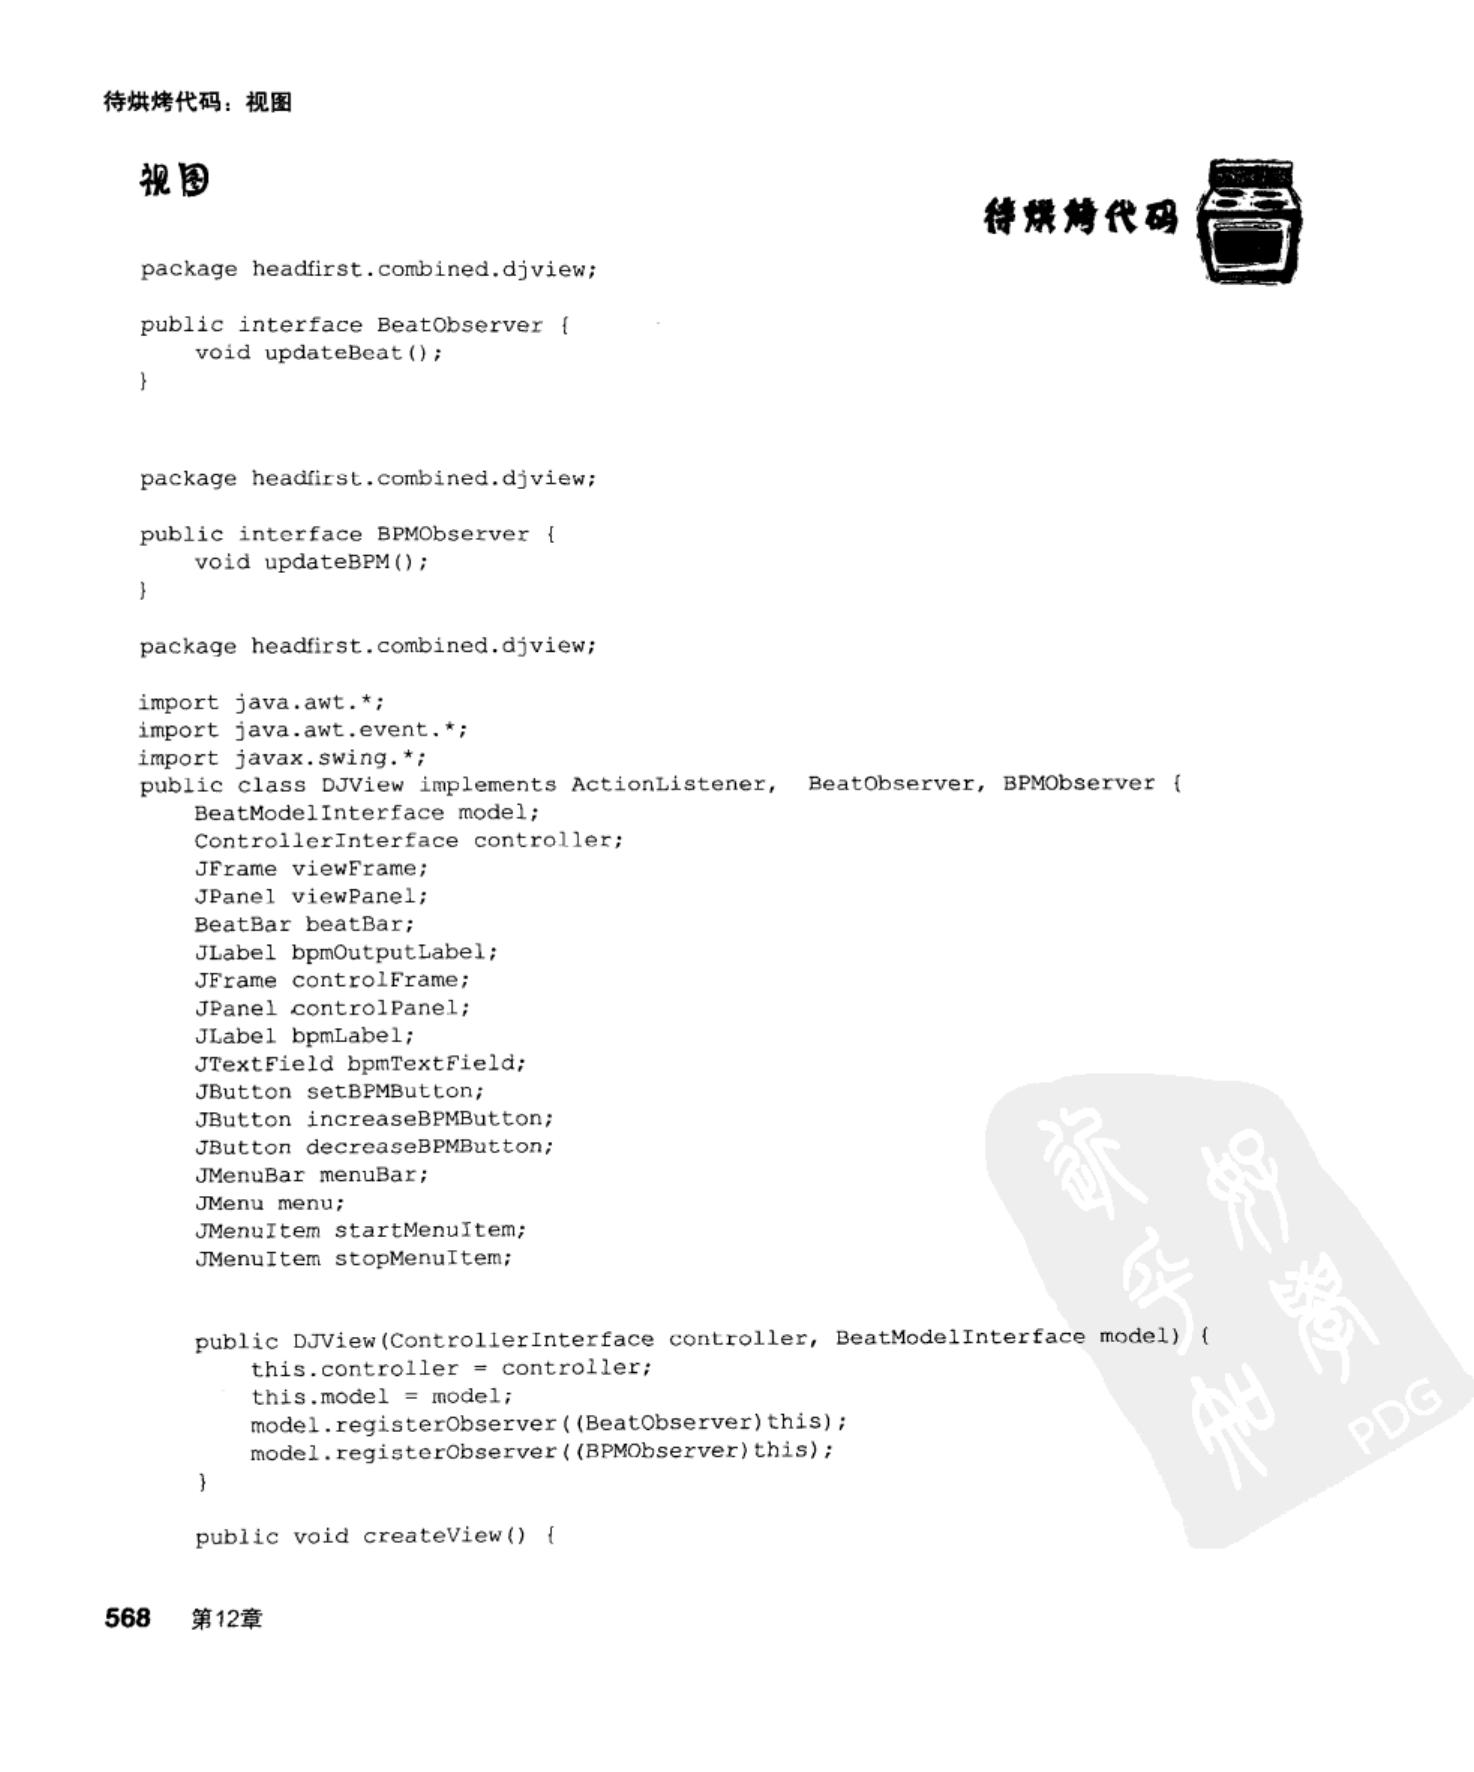 待烘烤代码：视图
视图
待烘烤代码
package headfirst.combined.djview;
public interface BeatObserver {
    void updateBeat();
}
package headfirst.combined.djview;
public interface BPMObserver {
    void updateBPM();
}
package headfirst.combined.djview;
import java.awt.*;
import java.awt.event.*;
import javax.swing.*;
public class DJView implements ActionListener,  BeatObserver, BPMObserver {
    BeatModelInterface model;
    ControllerInterface controller;
    JFrame viewFrame;
    JPanel viewPanel;
    BeatBar beatBar;
    JLabel bpmOutputLabel;
    JFrame controlFrame;
    JPanel controlPanel;
    JLabel bpmLabel;
    JTextField bpmTextField;
    JButton setBPMButton;
    JButton increaseBPMButton;
    JButton decreaseBPMButton;
    JMenuBar menuBar;
    JMenu menu;
    JMenuItem startMenuItem;
    JMenuItem stopMenuItem;
    public DJView(ControllerInterface controller, BeatModelInterface model) {
        this.controller = controller;
        this.model = model;
        model.registerObserver((BeatObserver)this);
        model.registerObserver((BPMObserver)this);
    }
    public void createView() {
PDG
568 第12章